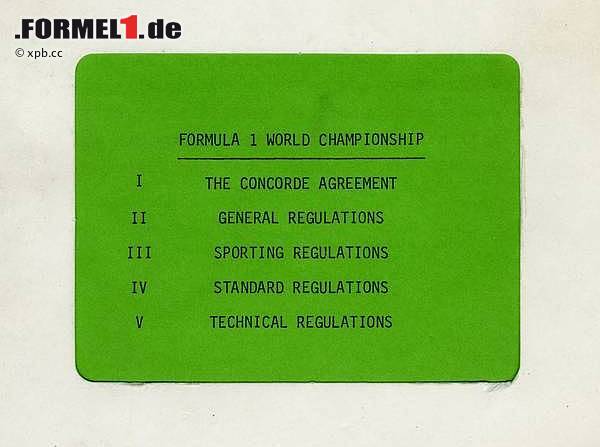 .FORMEL1.de
© xpb.cc
FORMULA 1 WORLD CHAMPIONSHIP
I THE CONCORDE AGREEMENT
II GENERAL REGULATIONS
III SPORTING REGULATIONS
IV STANDARD REGULATIONS
V TECHNICAL REGULATIONS